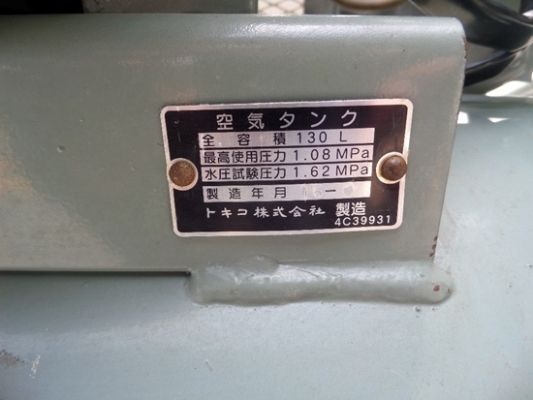 空気タンク
全容積 130 L
最高使用圧力 1.08 MPa
水圧試験圧力 1.62 MPa
製造年月 —
トキコ株式会社 製造
4C39931